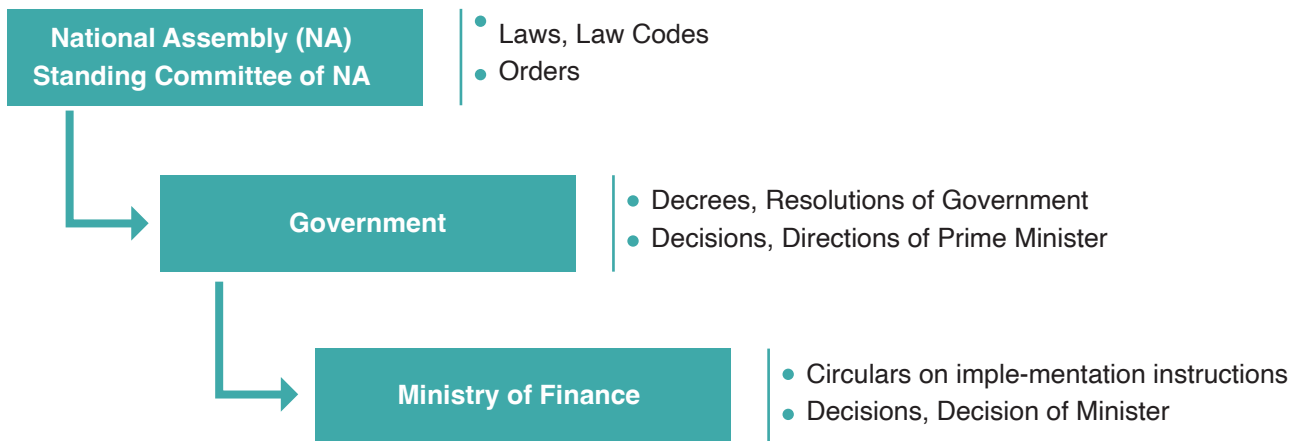 National Assembly (NA)
Standing Committee of NA
• Laws, Law Codes
• Orders
Government
• Decrees, Resolutions of Government
• Decisions, Directions of Prime Minister
Ministry of Finance
• Circulars on imple-mentation instructions
• Decisions, Decision of Minister